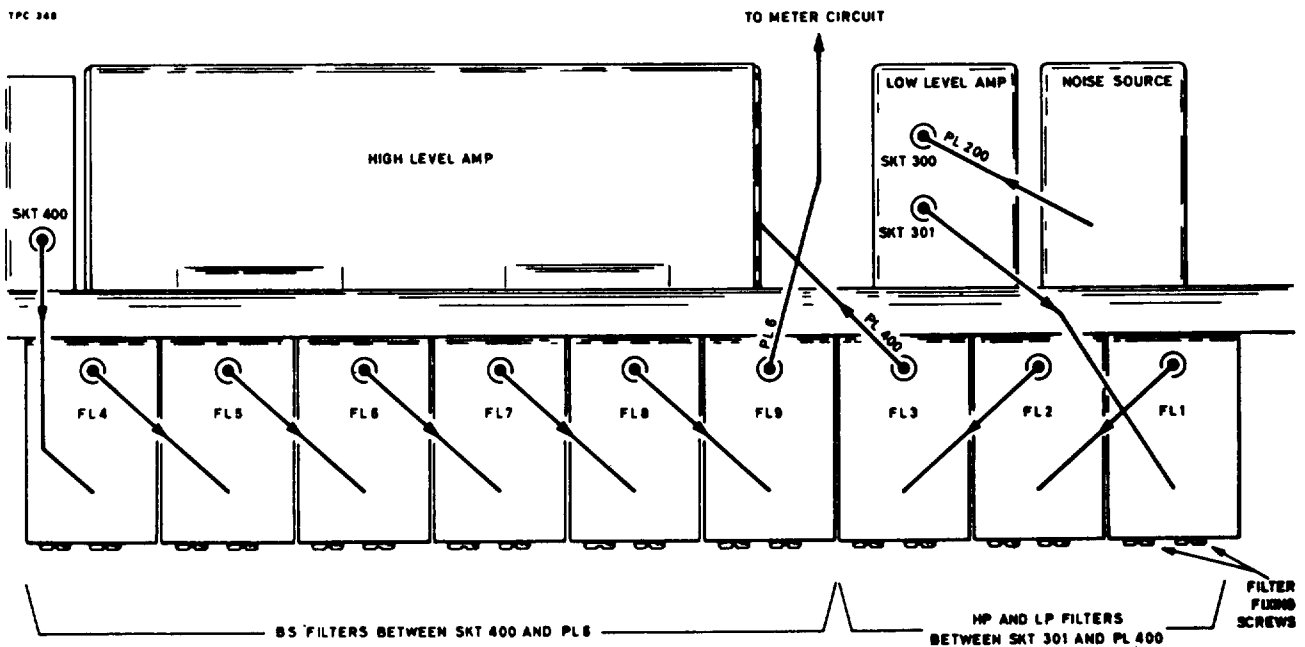 TPC 348
TO METER CIRCUIT
LOW LEVEL AMP
NOISE SOURCE
HIGH LEVEL AMP
PL 200
SKT 300
SKT 400
SKT 301
PL 6
PL 400
FL4
FL5
FL6
FL7
FL8
FL9
FL3
FL2
FL1
FILTER
FIXING
SCREWS
BS FILTERS BETWEEN SKT 400 AND PL6
HP AND LP FILTERS
BETWEEN SKT 301 AND PL 400